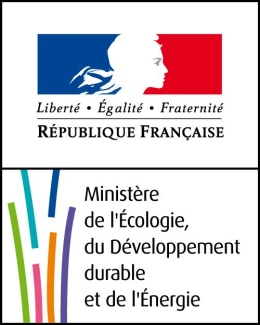 Liberté • Égalité • Fraternité
RÉPUBLIQUE FRANÇAISE
Ministère
de l'Écologie,
du Développement
durable
et de l'Énergie